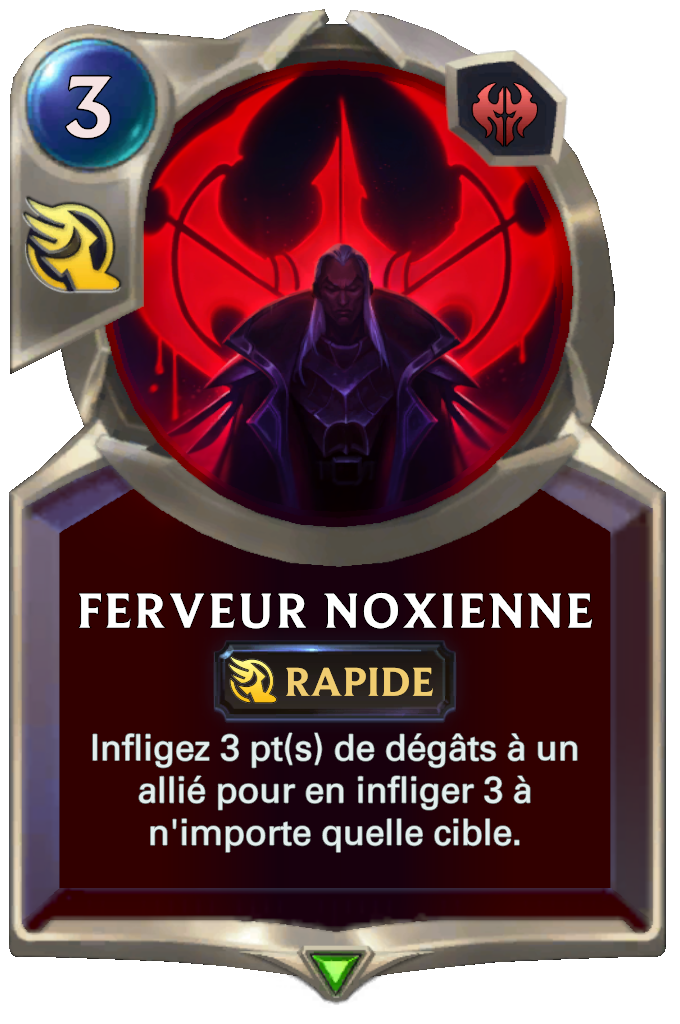 3
FERVEUR NOXIENNE
RAPIDE
Infligez 3 pt(s) de dégâts à un
allié pour en infliger 3 à
n'importe quelle cible.